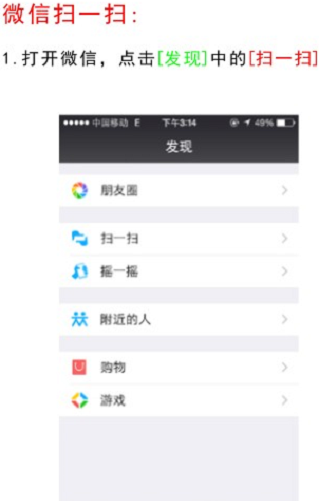 微信扫一扫：
1.打开微信，点击[发现]中的[扫一扫]
中国移动 E 下午3:14 49%
发现
朋友圈
扫一扫
摇一摇
附近的人
购物
游戏